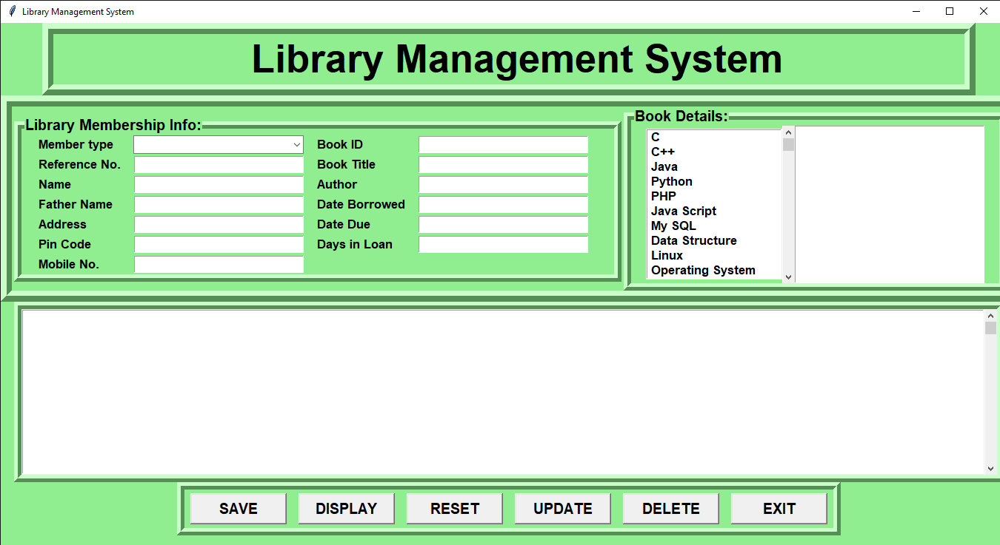 Library Management System
Library Management System
Library Membership Info:
Member type
Reference No.
Name
Father Name
Address
Pin Code
Mobile No.
Book ID
Book Title
Author
Date Borrowed
Date Due
Days in Loan
Book Details:
C
C++
Java
Python
PHP
Java Script
My SQL
Data Structure
Linux
Operating System
SAVE
DISPLAY
RESET
UPDATE
DELETE
EXIT